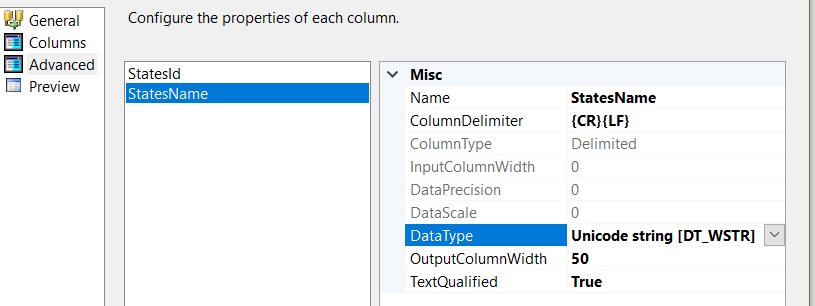 General
Columns
Advanced
Preview
Configure the properties of each column.
StatesId
StatesName
Misc
Name StatesName
ColumnDelimiter {CR}{LF}
ColumnType Delimited
InputColumnWidth 0
DataPrecision 0
DataScale 0
DataType Unicode string [DT_WSTR]
OutputColumnWidth 50
TextQualified True